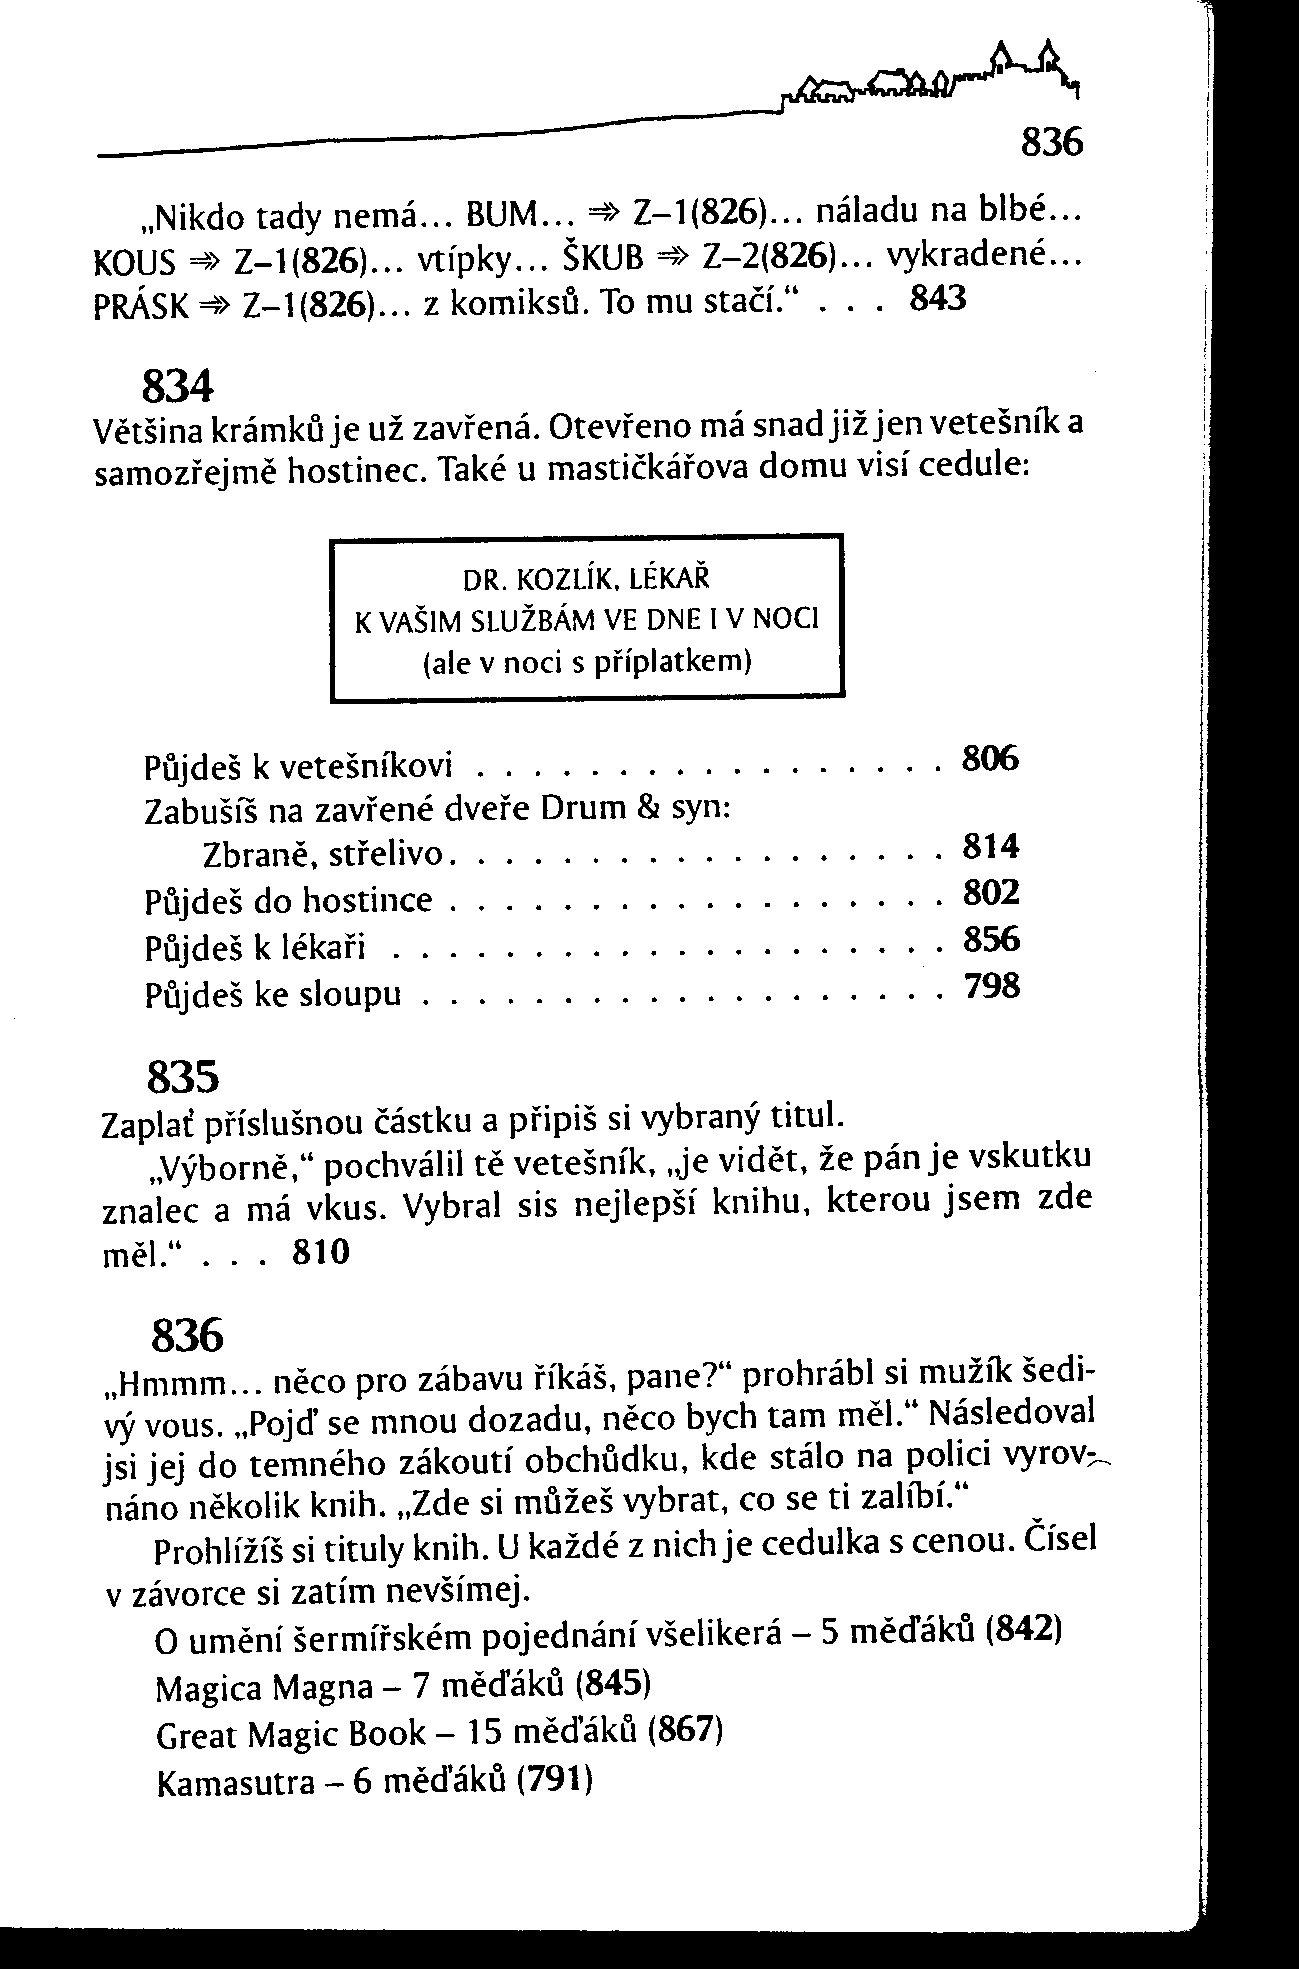 836
„Nikdo tady nemá... BUM... ⇒ Z–1(826)... náladu na blbé...
KOUS ⇒ Z–1(826)... vtípky... ŠKUB ⇒ Z–2(826)... vykradené...
PRÁSK ⇒ Z–1(826)... z komiksů. To mu stačí.“ . . . 843
834
Většina krámků je už zavřená. Otevřeno má snad již jen vetešník a
samozřejmě hostinec. Také u mastičkářova domu visí cedule:
DR. KOZLÍK, LÉKAŘ
K VAŠIM SLUŽBÁM VE DNE I V NOCI
(ale v noci s příplatkem)
Půjdeš k vetešníkovi . . . . . . . . . . . . . . . . . 806
Zabušíš na zavřené dveře Drum & syn:
Zbraně, střelivo. . . . . . . . . . . . . . . . . . 814
Půjdeš do hostince . . . . . . . . . . . . . . . . . . 802
Půjdeš k lékaři . . . . . . . . . . . . . . . . . . . . 856
Půjdeš ke sloupu . . . . . . . . . . . . . . . . . . . 798
835
Zaplať příslušnou částku a připiš si vybraný titul.
„Výborně,“ pochválil tě vetešník, „je vidět, že pán je vskutku
znalec a má vkus. Vybral sis nejlepší knihu, kterou jsem zde
měl.“ . . . 810
836
„Hmmm... něco pro zábavu říkáš, pane?“ prohrábl si mužík šedi-
vý vous. „Pojď se mnou dozadu, něco bych tam měl.“ Následoval
jsi jej do temného zákoutí obchůdku, kde stálo na polici vyrov-
náno několik knih. „Zde si můžeš vybrat, co se ti zalíbí.“
Prohlížíš si tituly knih. U každé z nich je cedulka s cenou. Čísel
v závorce si zatím nevšímej.
O umění šermířském pojednání všelikerá – 5 měďáků (842)
Magica Magna – 7 měďáků (845)
Great Magic Book – 15 měďáků (867)
Kamasutra – 6 měďáků (791)